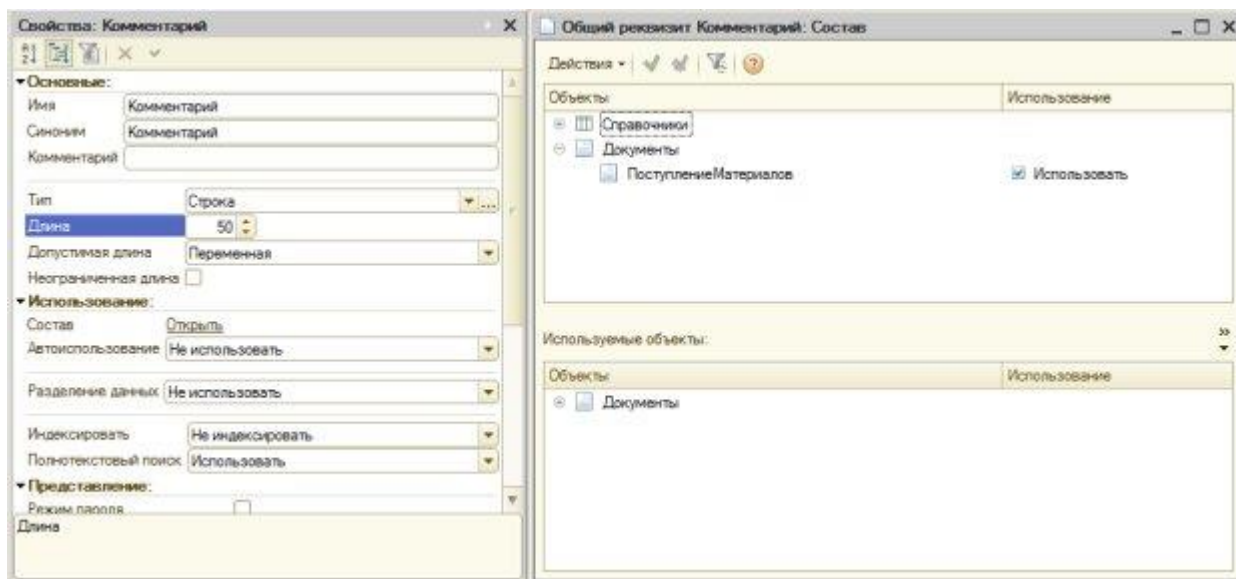 Свойства: Комментарий
Основные:
Имя Комментарий
Синоним Комментарий
Комментарий
Тип Строка
Длина 50
Допустимая длина Переменная
Неограниченная длина
Использование:
Состав Открыть
Автоиспользование Не использовать
Разделение данных Не использовать
Индексировать Не индексировать
Полнотекстовый поиск Использовать
Представление:
Режим пароля
Длина
Общий реквизит Комментарий: Состав
Действия
Объекты Использование
Справочники
Документы
ПоступлениеМатериалов Использовать
Используемые объекты:
Объекты Использование
Документы